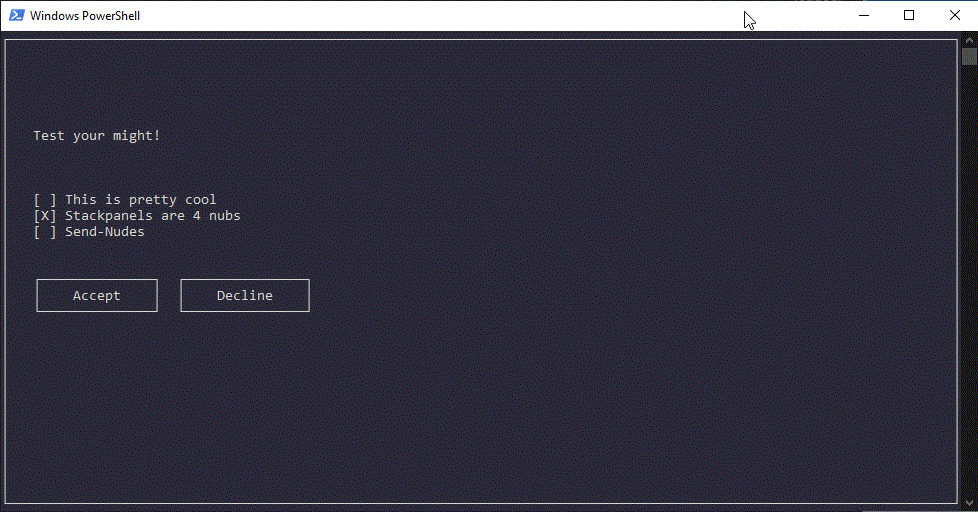 Windows PowerShell
Test your might!
[ ] This is pretty cool
[X] Stackpanels are 4 nubs
[ ] Send-Nudes
Accept Decline